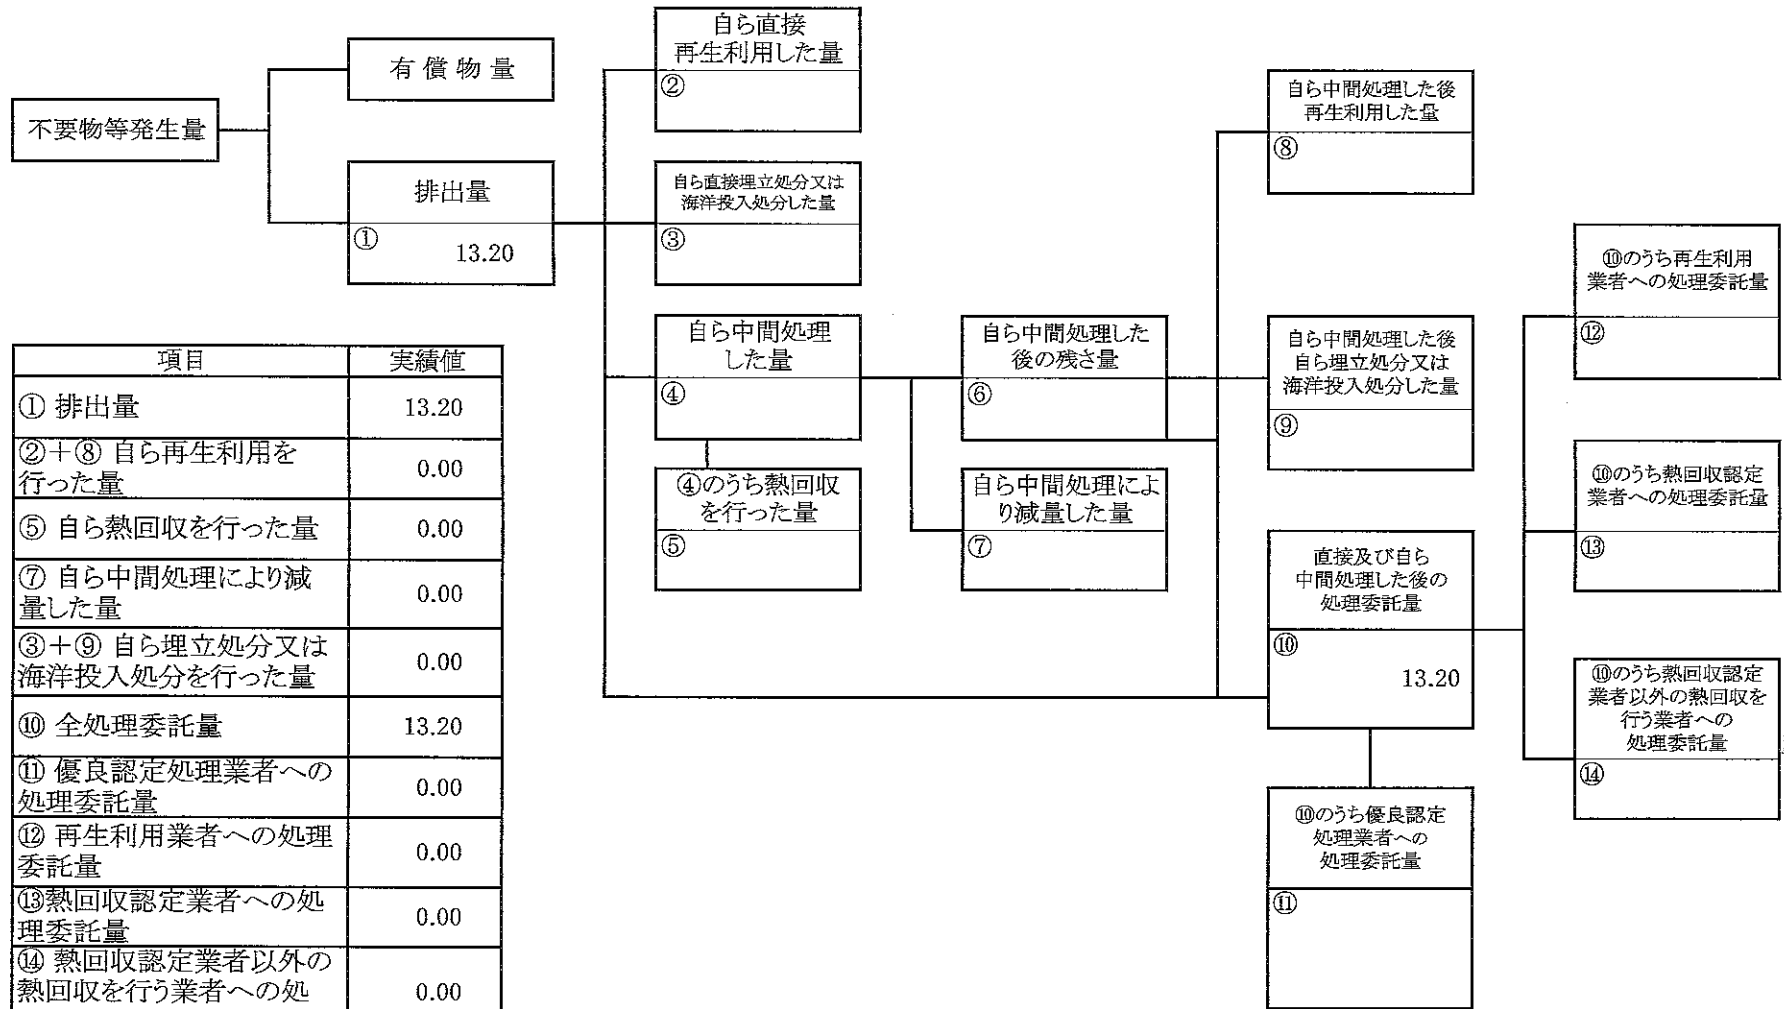 不要物等発生量
有償物量
排出量
①
13.20
自ら直接
再生利用した量
②
自ら直接埋立処分又は
海洋投入処分した量
③
自ら中間処理
した量
④
④のうち熱回収
を行った量
⑤
自ら中間処理した
後の残さ量
⑥
自ら中間処理によ
り減量した量
⑦
自ら中間処理した後
再生利用した量
⑧
自ら中間処理した後
自ら埋立処分又は
海洋投入処分した量
⑨
直接及び自ら
中間処理した後の
処理委託量
⑩
13.20
⑩のうち優良認定
処理業者への
処理委託量
⑪
⑩のうち再生利用
業者への処理委託量
⑫
⑩のうち熱回収認定
業者への処理委託量
⑬
⑩のうち熱回収認定
業者以外の熱回収を
行う業者への
処理委託量
⑭
項目 実績値
① 排出量 13.20
②+⑧ 自ら再生利用を
行った量 0.00
⑤ 自ら熱回収を行った量 0.00
⑦ 自ら中間処理により減
量した量 0.00
③+⑨ 自ら埋立処分又は
海洋投入処分を行った量 0.00
⑩ 全処理委託量 13.20
⑪ 優良認定処理業者への
処理委託量 0.00
⑫ 再生利用業者への処理
委託量 0.00
⑬熱回収認定業者への処
理委託量 0.00
⑭ 熱回収認定業者以外の
熱回収を行う業者への処 0.00